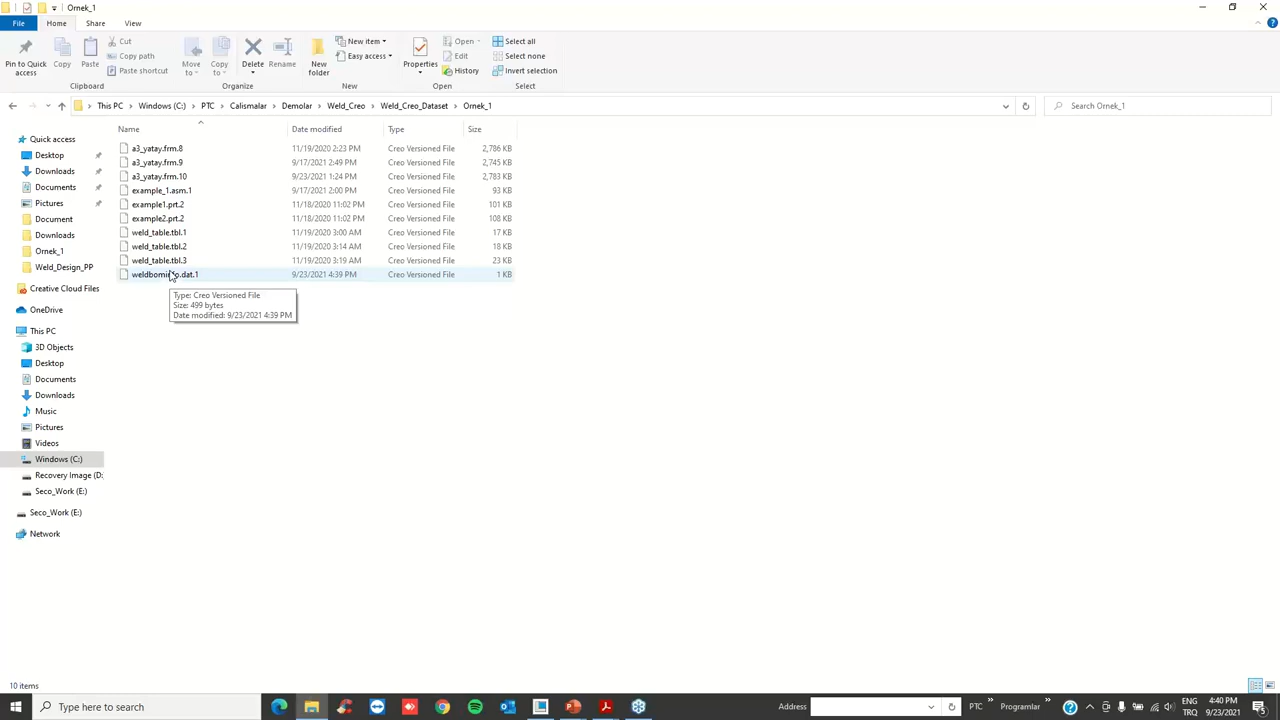 Ornek_1
File Home Share View
Pin to Quick access
Copy
Paste
Cut
Copy path
Paste shortcut
Clipboard
Move to
Copy to
Delete
Rename
Organize
New folder
New item
Easy access
New
Properties
Open
Edit
History
Open
Select all
Select none
Invert selection
Select
This PC Windows (C:) PTC Calismalar Demolar Weld_Creo Weld_Creo_Dataset Ornek_1
Search Ornek_1
Quick access
Desktop
Downloads
Documents
Pictures
Document
Downloads
Ornek_1
Weld_Design_PP
Creative Cloud Files
OneDrive
This PC
3D Objects
Desktop
Documents
Downloads
Music
Pictures
Videos
Windows (C:)
Recovery Image (D:
Seco_Work (E:)
Seco_Work (E:)
Network
Name Date modified Type Size
a3_yatay.frm.8 11/19/2020 2:23 PM Creo Versioned File 2,786 KB
a3_yatay.frm.9 9/17/2021 2:49 PM Creo Versioned File 2,745 KB
a3_yatay.frm.10 9/23/2021 1:24 PM Creo Versioned File 2,783 KB
example_1.asm.1 9/17/2021 2:00 PM Creo Versioned File 93 KB
example1.prt.2 11/18/2020 11:02 PM Creo Versioned File 101 KB
example2.prt.2 11/18/2020 11:02 PM Creo Versioned File 108 KB
weld_table.tbl.1 11/19/2020 3:00 AM Creo Versioned File 17 KB
weld_table.tbl.2 11/19/2020 3:14 AM Creo Versioned File 18 KB
weld_table.tbl.3 11/19/2020 3:19 AM Creo Versioned File 23 KB
9/23/2021 4:39 PM Creo Versioned File 1 KB
Type: Creo Versioned File
Size: 499 bytes
Date modified: 9/23/2021 4:39 PM
10 items
Type here to search
Address
PTC
Programlar
ENG
TRQ
4:40 PM
9/23/2021